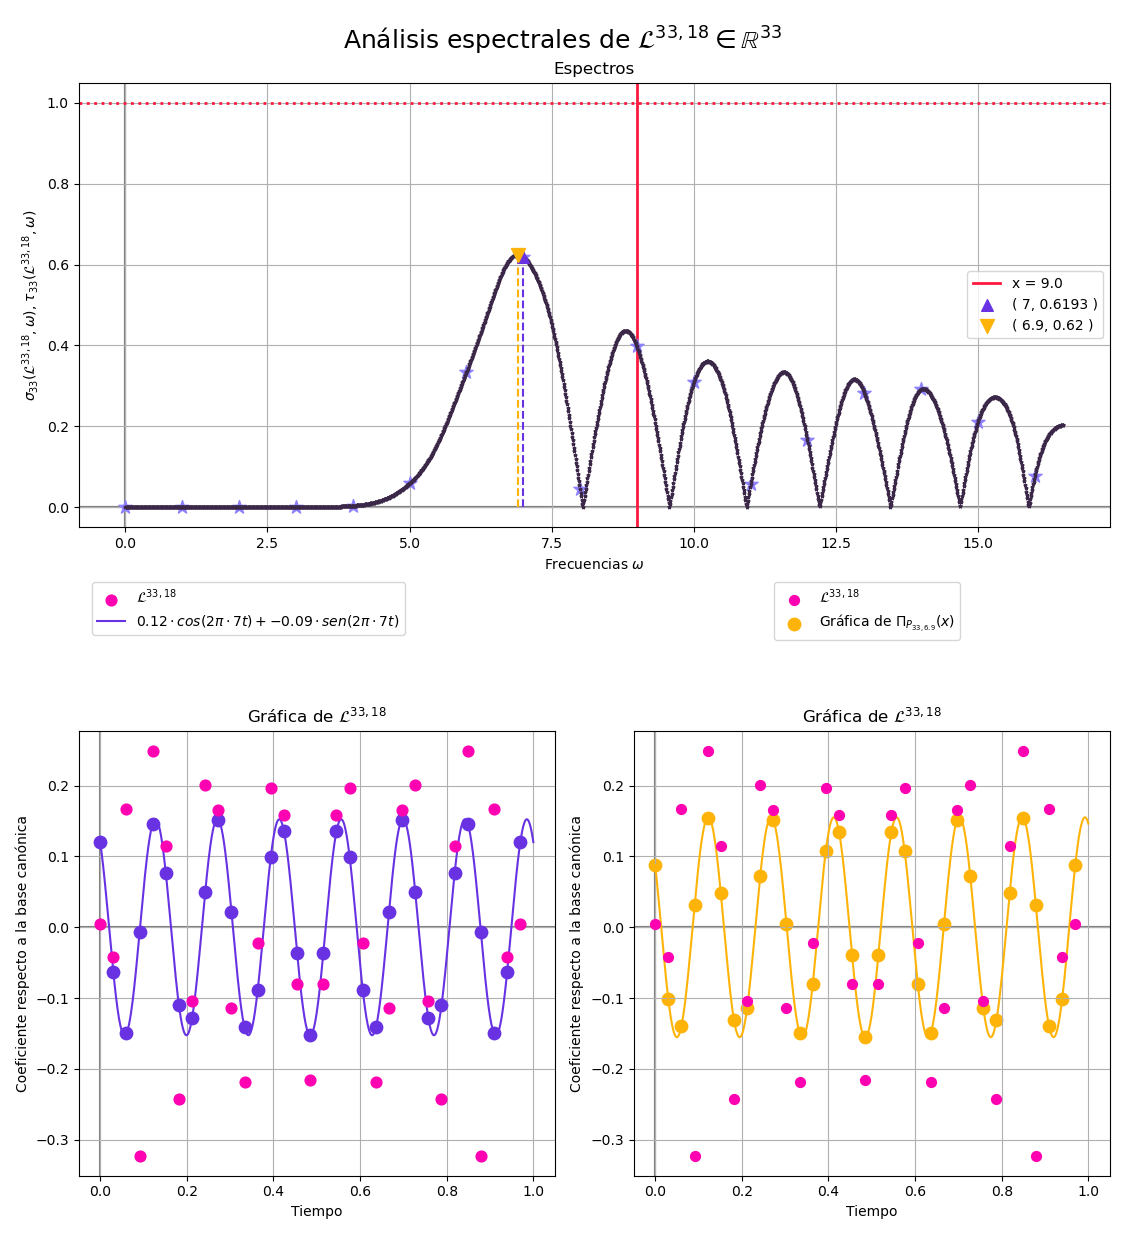 Análisis espectrales de 𝓛^{33,18} ∈ ℝ^{33}
Espectros
σ_{33}(𝓛^{33,18}, ω), τ_{33}(𝓛^{33,18}, ω)
1.0
0.8
0.6
0.4
0.2
0.0
x = 9.0
( 7, 0.6193 )
( 6.9, 0.62 )
0.0 2.5 5.0 7.5 10.0 12.5 15.0
Frecuencias ω
𝓛^{33,18}
0.12 · cos(2π · 7t) + −0.09 · sen(2π · 7t)
𝓛^{33,18}
Gráfica de Π_{P_{33,6.9}}(x)
Gráfica de 𝓛^{33,18}
Coeficiente respecto a la base canónica
0.2
0.1
0.0
−0.1
−0.2
−0.3
0.0 0.2 0.4 0.6 0.8 1.0
Tiempo
Gráfica de 𝓛^{33,18}
Coeficiente respecto a la base canónica
0.2
0.1
0.0
−0.1
−0.2
−0.3
0.0 0.2 0.4 0.6 0.8 1.0
Tiempo